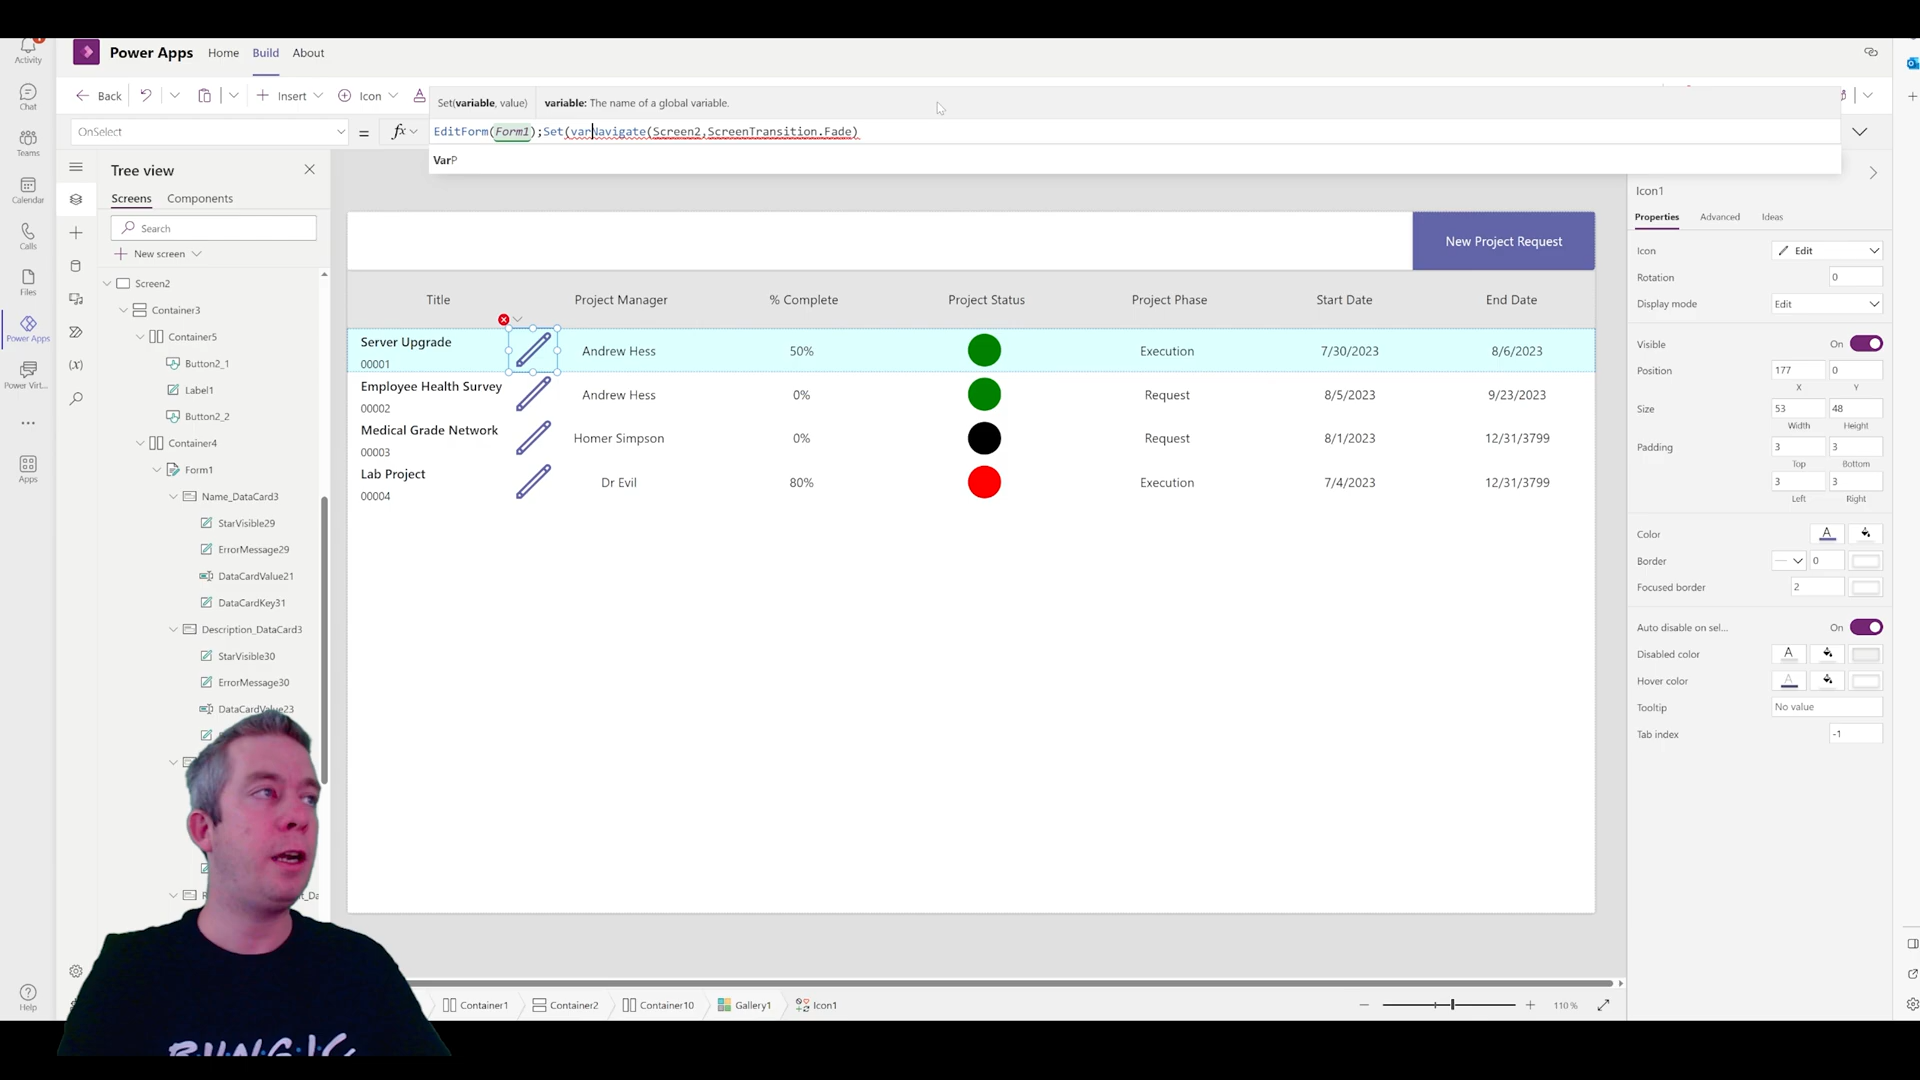 Activity
Power Apps
Home
Build
About
Chat
Back
Insert
Icon
Set(variable, value)
variable: The name of a global variable.
OnSelect
=
fx
EditForm(Form1);Set(varNavigate(Screen2,ScreenTransition.Fade)
VarP
Teams
Calendar
Calls
Files
Power Apps
Power Virt...
Apps
Help
Tree view
Screens
Components
Search
New screen
Screen2
Container3
Container5
Button2_1
Label1
Button2_2
Container4
Form1
Name_DataCard3
StarVisible29
ErrorMessage29
DataCardValue21
DataCardKey31
Description_DataCard3
StarVisible30
ErrorMessage30
DataCardValue23
New Project Request
Title
Project Manager
% Complete
Project Status
Project Phase
Start Date
End Date
Server Upgrade
00001
Andrew Hess
50%
Execution
7/30/2023
8/6/2023
Employee Health Survey
00002
Andrew Hess
0%
Request
8/5/2023
9/23/2023
Medical Grade Network
00003
Homer Simpson
0%
Request
8/1/2023
12/31/3799
Lab Project
00004
Dr Evil
80%
Execution
7/4/2023
12/31/3799
Container1
Container2
Container10
Gallery1
Icon1
110 %
Icon1
Properties
Advanced
Ideas
Icon
Edit
Rotation
0
Display mode
Edit
Visible
On
Position
177
0
X
Y
Size
53
48
Width
Height
Padding
3
3
Top
Bottom
3
3
Left
Right
Color
Border
0
Focused border
2
Auto disable on sel...
On
Disabled color
Hover color
Tooltip
No value
Tab index
-1